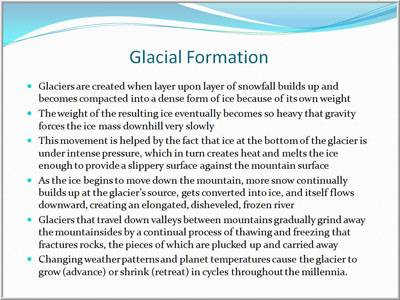 Glacial Formation
Glaciers are created when layer upon layer of snowfall builds up and
becomes compacted into a dense form of ice because of its own weight
The weight of the resulting ice eventually becomes so heavy that gravity
forces the ice mass downhill very slowly
This movement is helped by the fact that ice at the bottom of the glacier is
under intense pressure, which in turn creates heat and melts the ice
enough to provide a slippery surface against the mountain surface
As the ice begins to move down the mountain, more snow continually
builds up at the glacier's source, gets converted into ice, and itself flows
downward, creating an elongated, disheveled, frozen river
Glaciers that travel down valleys between mountains gradually grind away
the mountainsides by a continual process of thawing and freezing that
fractures rocks, the pieces of which are plucked up and carried away
Changing weather patterns and planet temperatures cause the glacier to
grow (advance) or shrink (retreat) in cycles throughout the millennia.